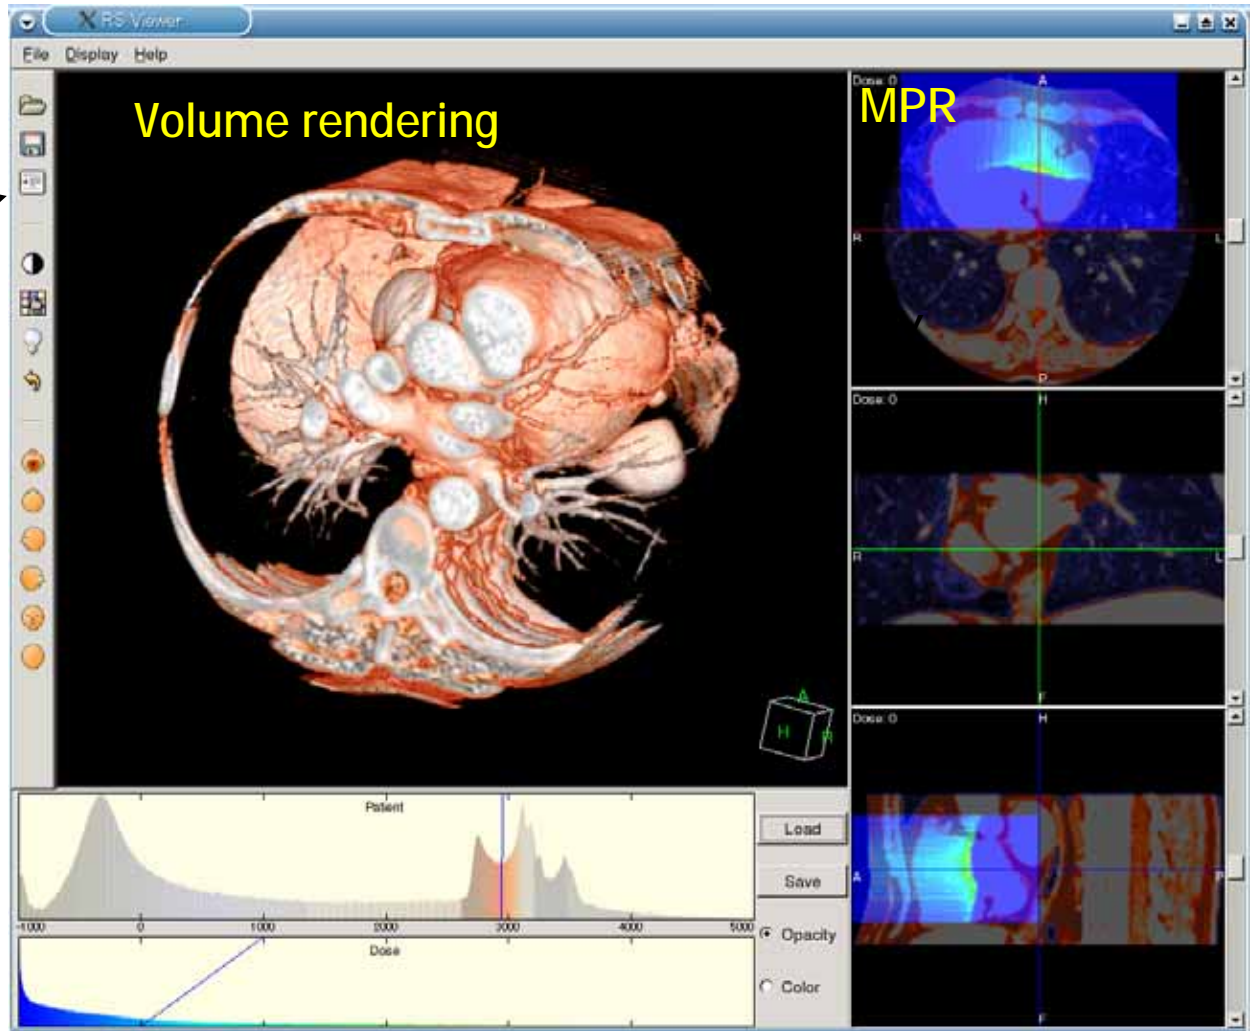 RS Viewer
File Display Help
Volume rendering
MPR
Dose: 0
A
R
L
P
Dose: 0
H
R
L
F
Dose: 0
H
A
P
F
A
H
R
Patient
-1000 0 1000 2000 3000 4000 5000
Dose
Load
Save
Opacity
Color